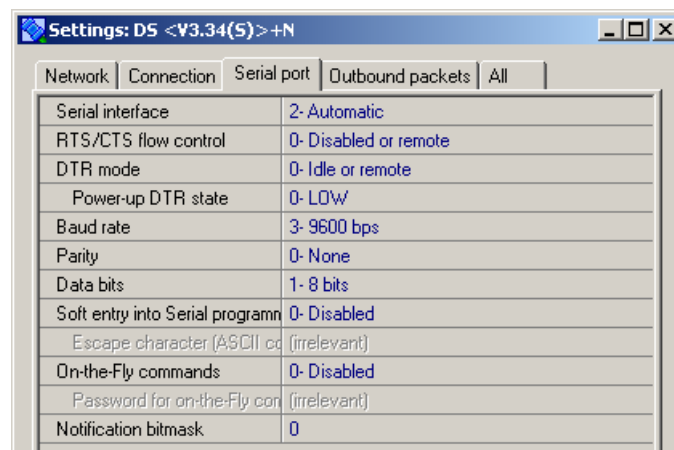 Settings: DS <V3.34(S)>+N
Network Connection Serial port Outbound packets All
Serial interface 2- Automatic
RTS/CTS flow control 0- Disabled or remote
DTR mode 0- Idle or remote
Power-up DTR state 0- LOW
Baud rate 3- 9600 bps
Parity 0- None
Data bits 1- 8 bits
Soft entry into Serial programm 0- Disabled
Escape character (ASCII co (irrelevant)
On-the-Fly commands 0- Disabled
Password for on-the-Fly com (irrelevant)
Notification bitmask 0